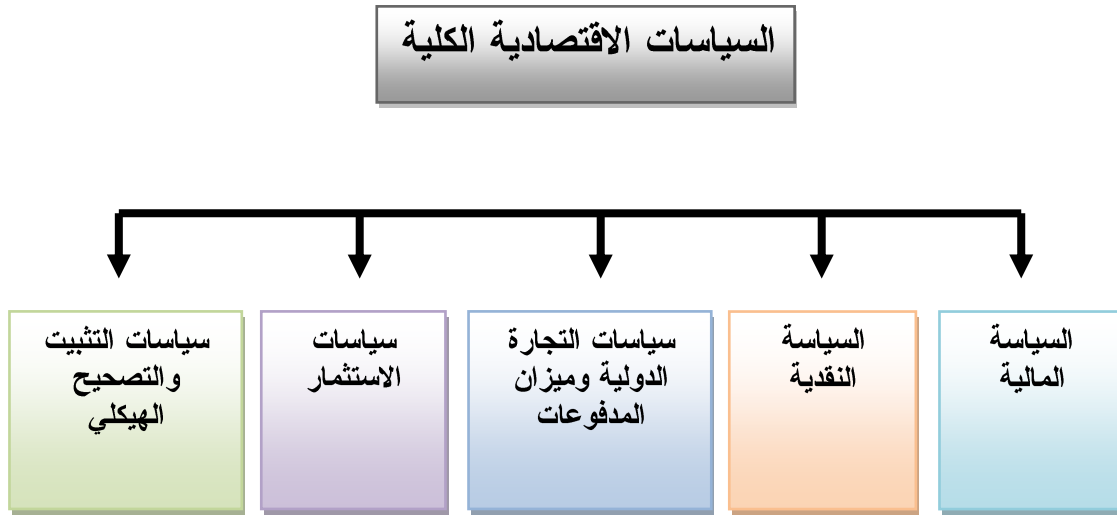 السياسات الاقتصادية الكلية
السياسة
المالية
السياسة
النقدية
سياسات التجارة
الدولية وميزان
المدفوعات
سياسات
الاستثمار
سياسات التثبيت
والتصحيح
الهيكلي